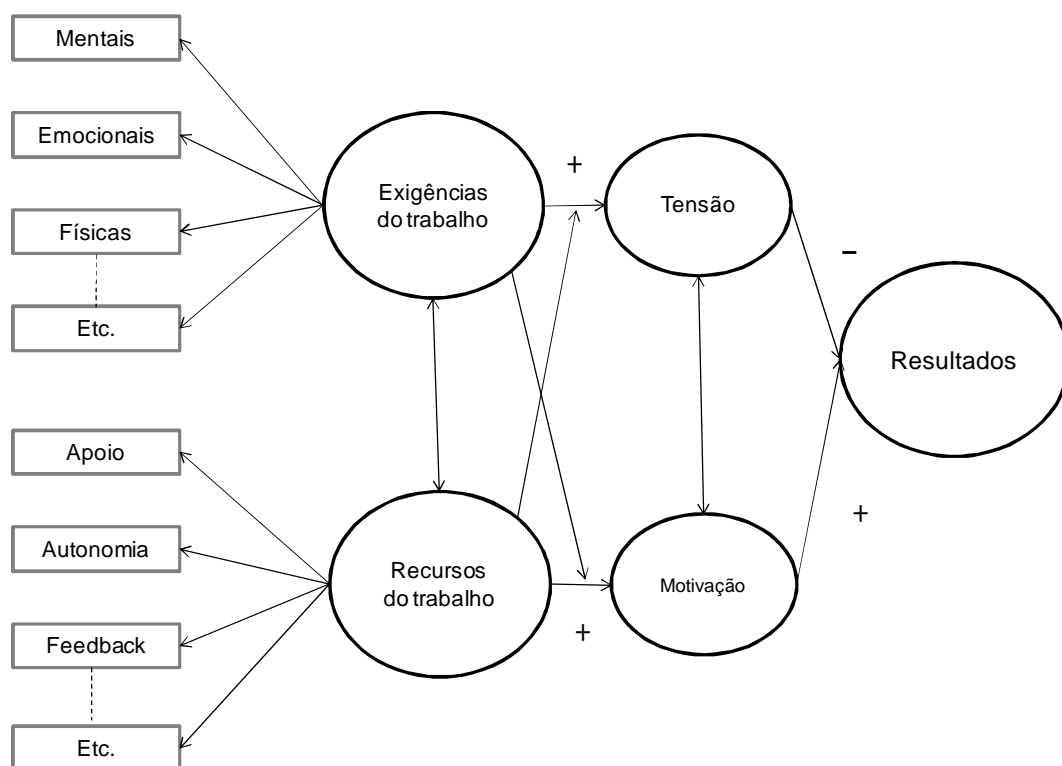 Mentais
Emocionais
Físicas
Etc.
Exigências
do trabalho
+
Tensão
–
Resultados
Apoio
Autonomia
Feedback
Etc.
Recursos
do trabalho
+
Motivação
+